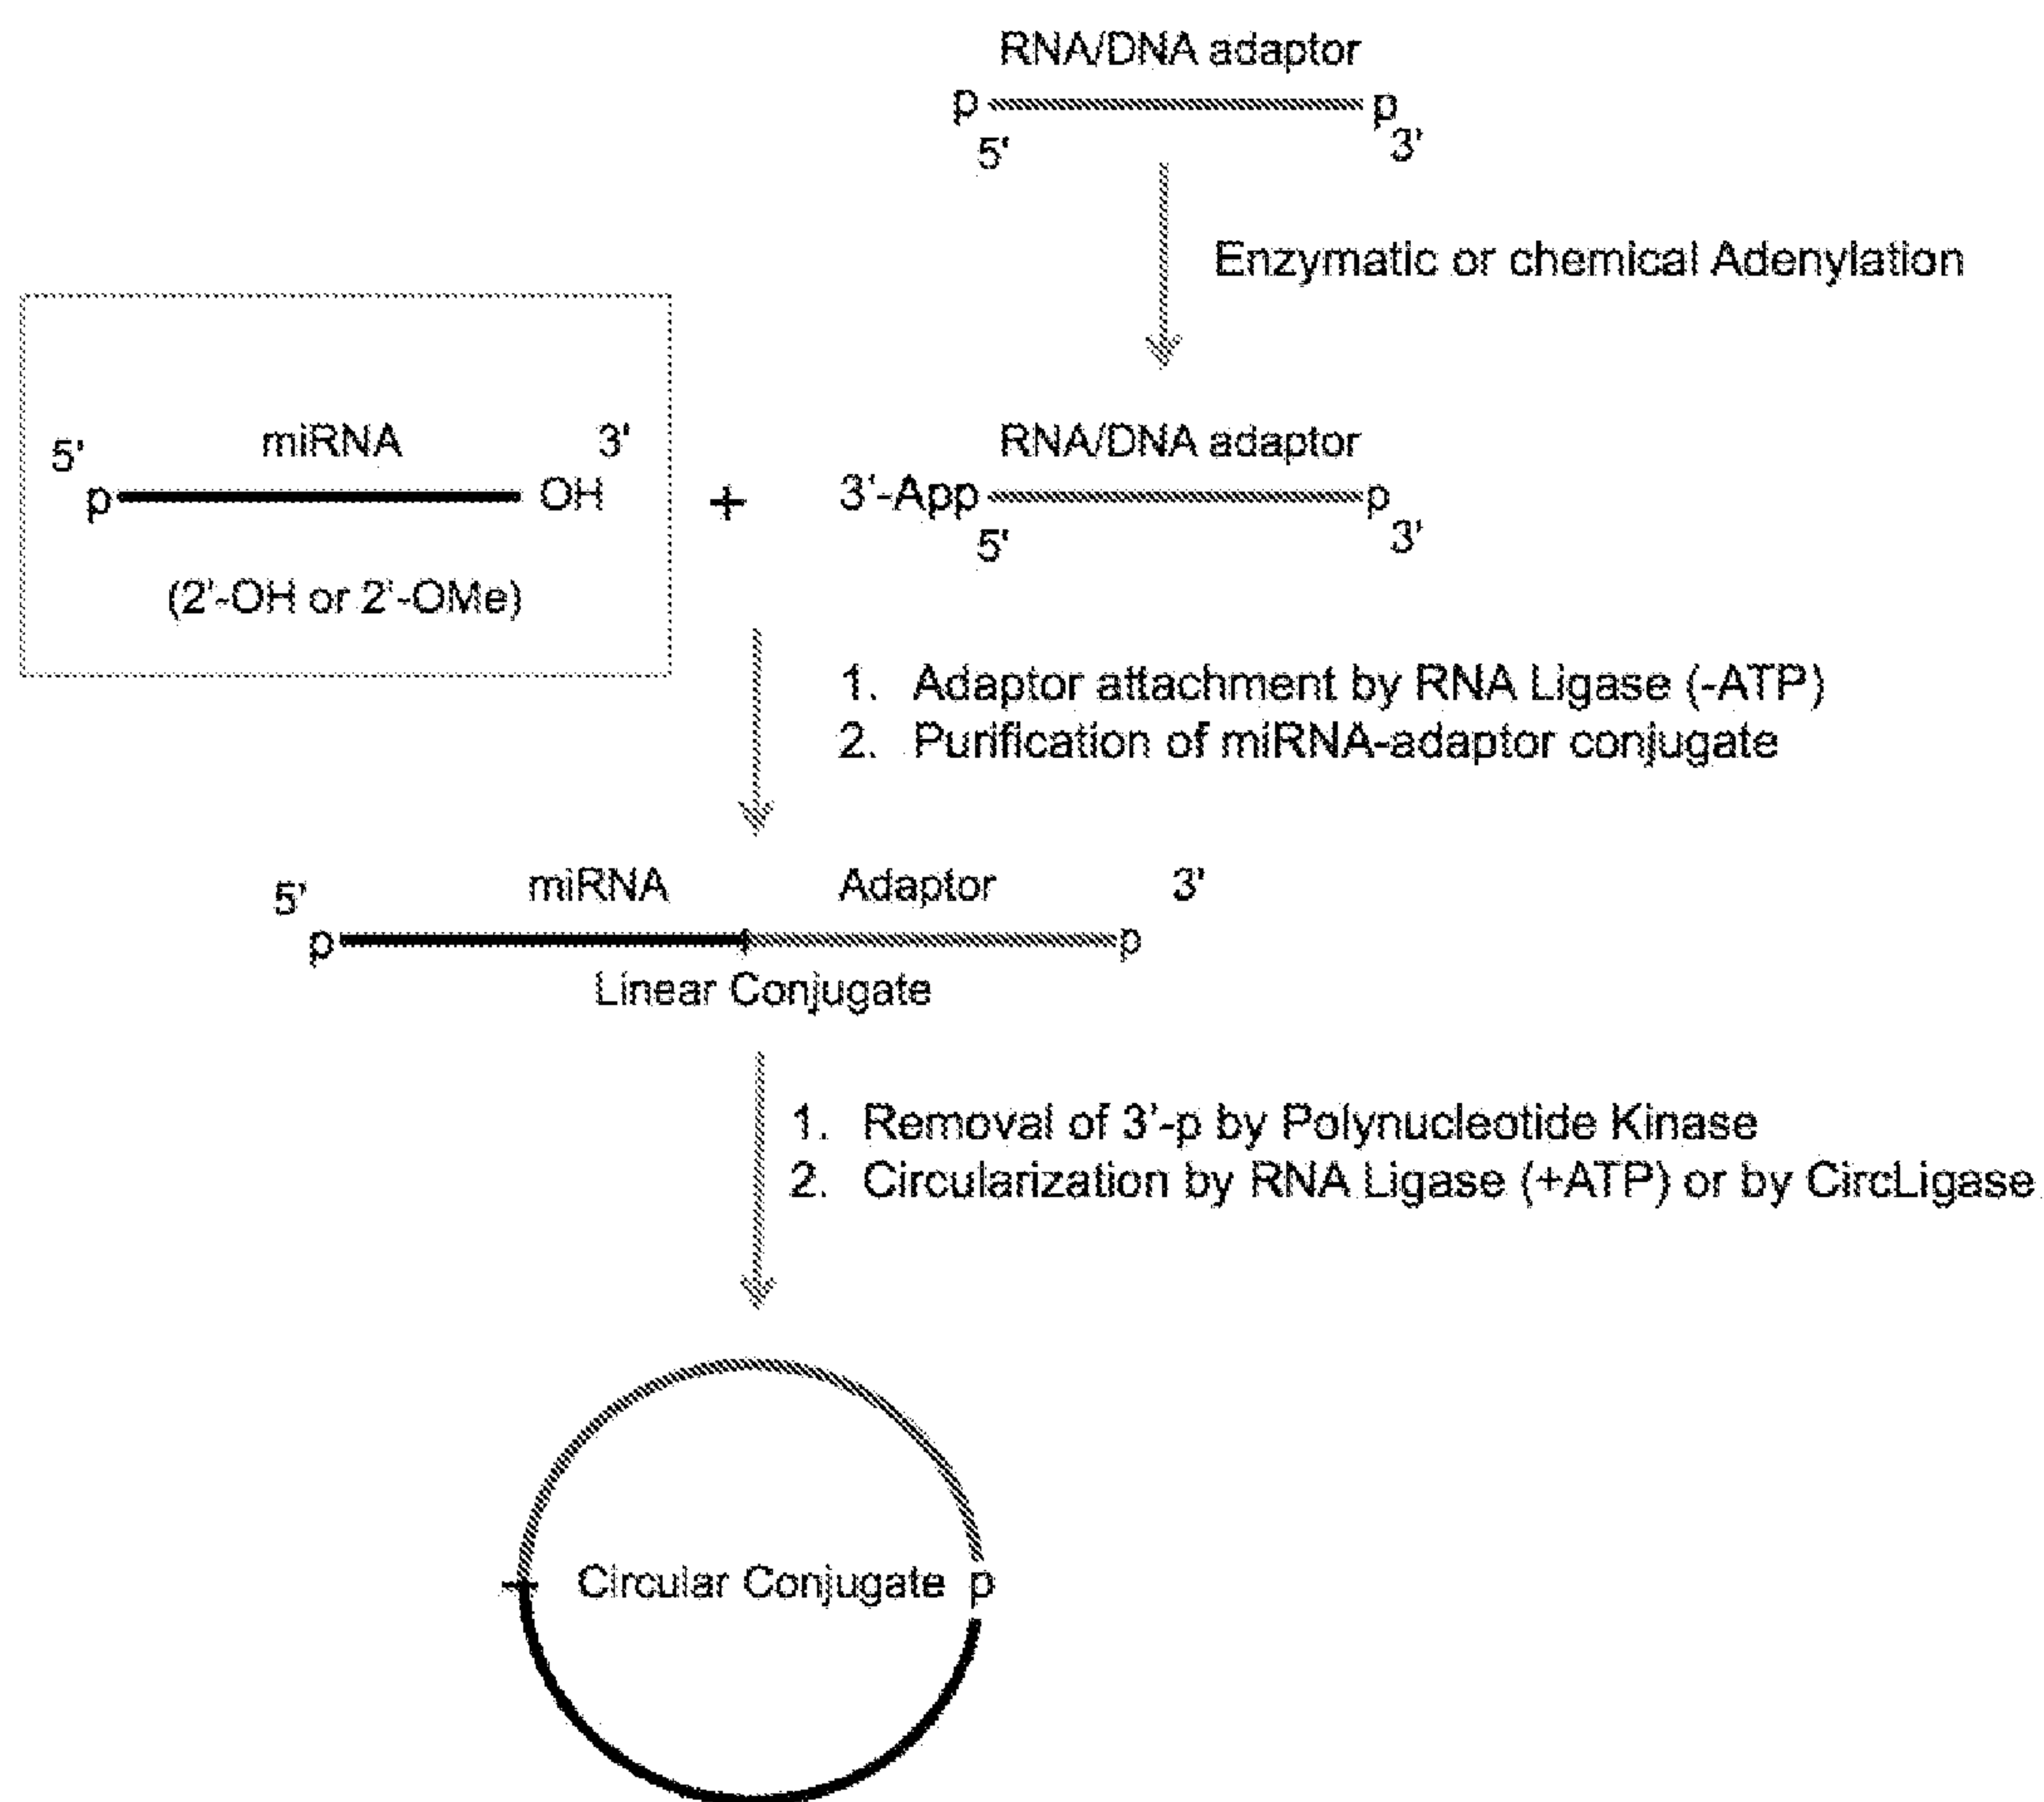 RNA/DNA adaptor
p p
5' 3'
Enzymatic or chemical Adenylation
5' miRNA 3'
p OH
(2'-OH or 2'-OMe)
+
RNA/DNA adaptor
3'-App p
5' 3'
1. Adaptor attachment by RNA Ligase (-ATP)
2. Purification of miRNA-adaptor conjugate
5' miRNA Adaptor 3'
p p
Linear Conjugate
1. Removal of 3'-p by Polynucleotide Kinase
2. Circularization by RNA Ligase (+ATP) or by CircLigase
Circular Conjugate p